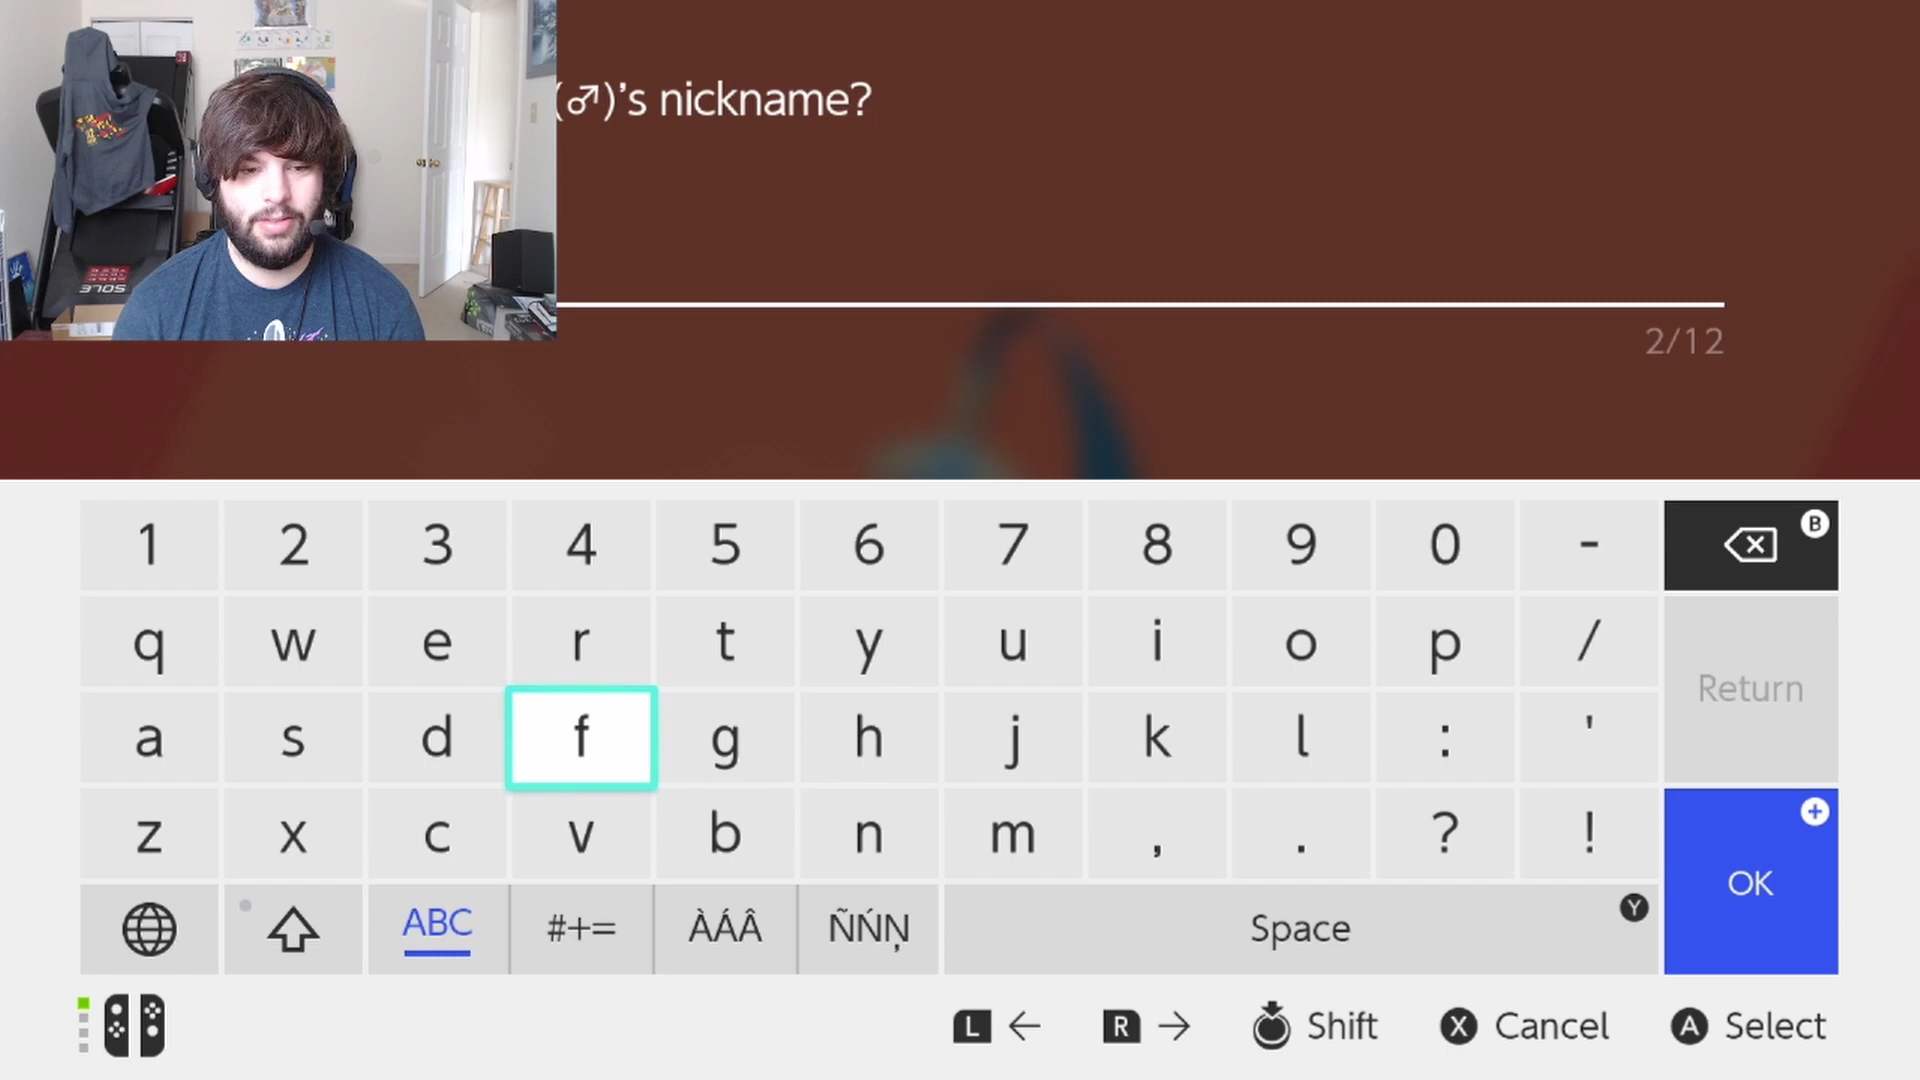 (♂)'s nickname?
2/12
SOLE
1 2 3 4 5 6 7 8 9 0 - B
q w e r t y u i o p /
Return
a s d f g h j k l : '
z x c v b n m , . ? ! +
OK
ABC #+= ÀÁÂ ÑŃŅ Space Y
L ← R → Shift X Cancel A Select